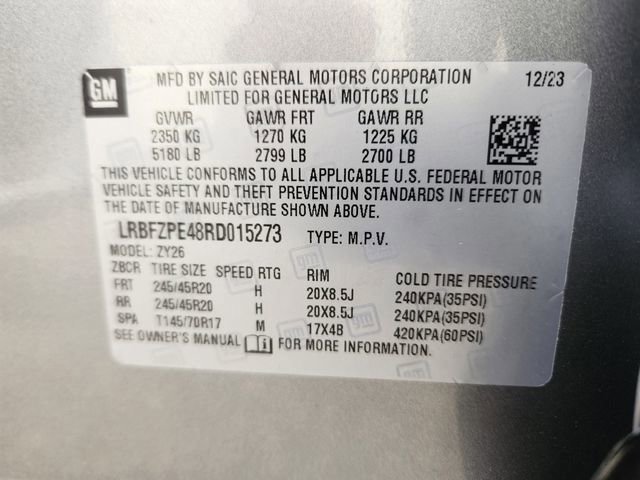 GM
MFD BY SAIC GENERAL MOTORS CORPORATION 12/23
LIMITED FOR GENERAL MOTORS LLC
GVWR GAWR FRT GAWR RR
2350 KG 1270 KG 1225 KG
5180 LB 2799 LB 2700 LB
THIS VEHICLE CONFORMS TO ALL APPLICABLE U.S. FEDERAL MOTOR
VEHICLE SAFETY AND THEFT PREVENTION STANDARDS IN EFFECT ON
THE DATE OF MANUFACTURE SHOWN ABOVE.
LRBFZPE48RD015273 TYPE: M.P.V.
MODEL: ZY26
ZBCR TIRE SIZE SPEED RTG RIM COLD TIRE PRESSURE
FRT 245/45R20 H 20X8.5J 240KPA(35PSI)
RR 245/45R20 H 20X8.5J 240KPA(35PSI)
SPA T145/70R17 M 17X4B 420KPA(60PSI)
SEE OWNER'S MANUAL FOR MORE INFORMATION.